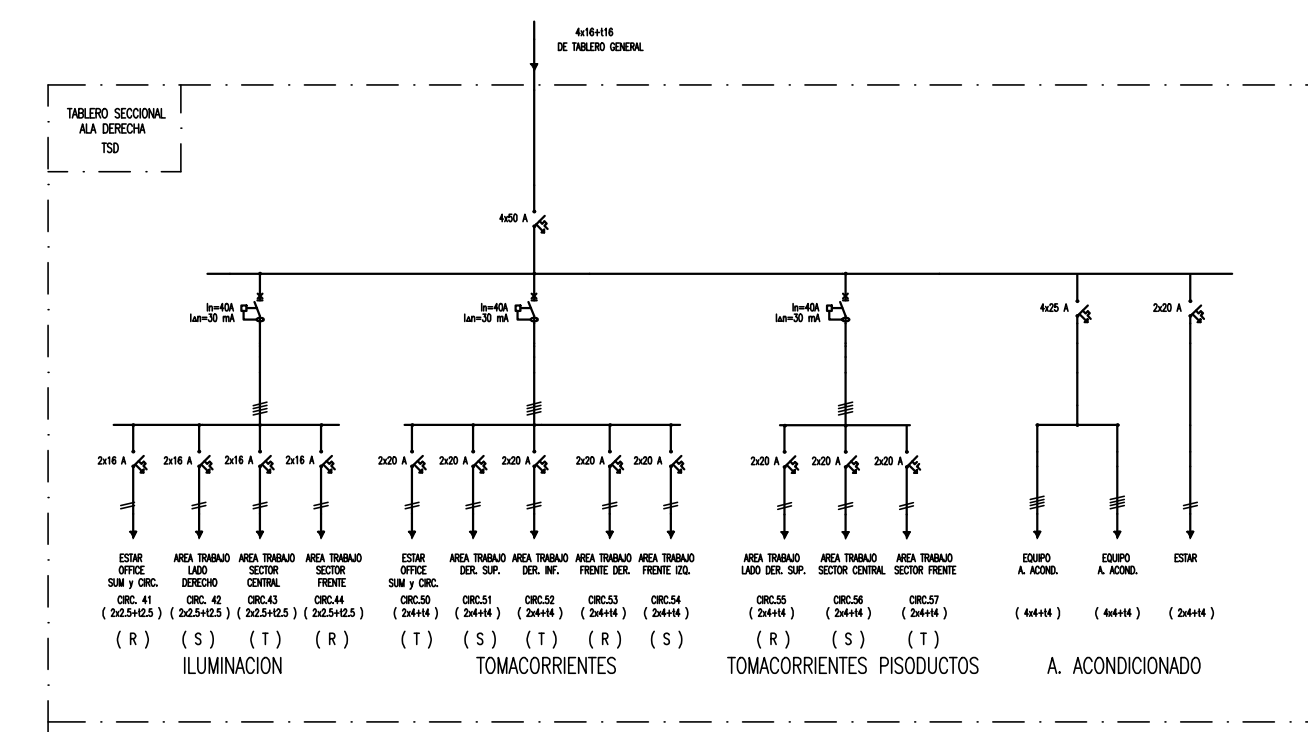 4x16+t16
DE TABLERO GENERAL
TABLERO SECCIONAL
ALA DERECHA
TSD
4x50 A
In=40A
IΔn=30 mA
In=40A
IΔn=30 mA
In=40A
IΔn=30 mA
4x25 A
2x20 A
2x16 A
2x16 A
2x16 A
2x16 A
2x20 A
2x20 A
2x20 A
2x20 A
2x20 A
2x20 A
2x20 A
2x20 A
ESTAR
OFFICE
SUM y CIRC.
CIRC. 41
( 2x2.5+t2.5 )
( R )
AREA TRABAJO
LADO
DERECHO
CIRC. 42
( 2x2.5+t2.5 )
( S )
AREA TRABAJO
SECTOR
CENTRAL
CIRC.43
( 2x2.5+t2.5 )
( T )
AREA TRABAJO
SECTOR
FRENTE
CIRC.44
( 2x2.5+t2.5 )
( R )
ILUMINACION
ESTAR
OFFICE
SUM y CIRC.
CIRC.50
( 2x4+t4 )
( T )
AREA TRABAJO
DER. SUP.
CIRC.51
( 2x4+t4 )
( S )
AREA TRABAJO
DER. INF.
CIRC.52
( 2x4+t4 )
( T )
AREA TRABAJO
FRENTE DER.
CIRC.53
( 2x4+t4 )
( R )
AREA TRABAJO
FRENTE IZQ.
CIRC.54
( 2x4+t4 )
( S )
TOMACORRIENTES
AREA TRABAJO
LADO DER. SUP.
CIRC.55
( 2x4+t4 )
( R )
AREA TRABAJO
SECTOR CENTRAL
CIRC.56
( 2x4+t4 )
( S )
AREA TRABAJO
SECTOR FRENTE
CIRC.57
( 2x4+t4 )
( T )
TOMACORRIENTES PISODUCTOS
EQUIPO
A. ACOND.
( 4x4+t4 )
EQUIPO
A. ACOND.
( 4x4+t4 )
ESTAR
( 2x4+t4 )
A. ACONDICIONADO